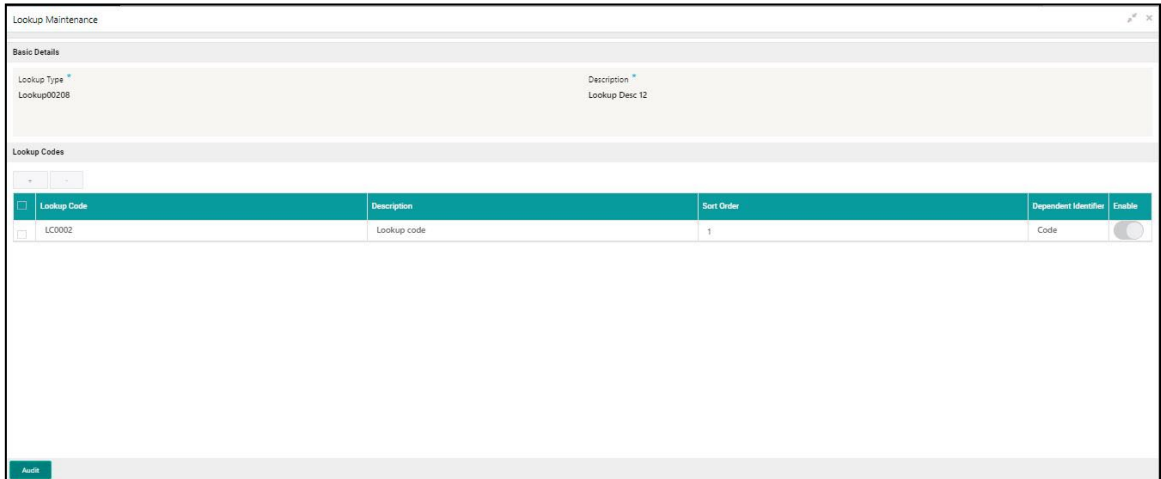 Lookup Maintenance
Basic Details
Lookup Type * Description *
Lookup00208 Lookup Desc 12
Lookup Codes
+ -
Lookup Code Description Sort Order Dependent Identifier Enable
LC0002 Lookup code 1 Code
Audit